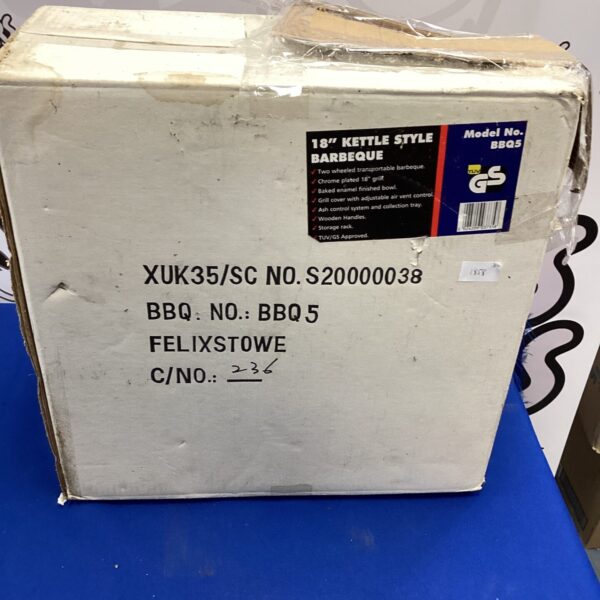 18" KETTLE STYLE
BARBEQUE
Two wheeled transportable barbeque.
Chrome plated 18" grill
Baked enamel finished bowl.
Grill cover with adjustable air vent control.
Ash control system and collection tray.
Wooden Handles.
Storage rack.
TUV/GS Approved.
Model No.
BBQ5
TUV
GS
XUK35/SC NO. S20000038
BBQ. NO.: BBQ5
FELIXSTOWE
C/NO.: 236